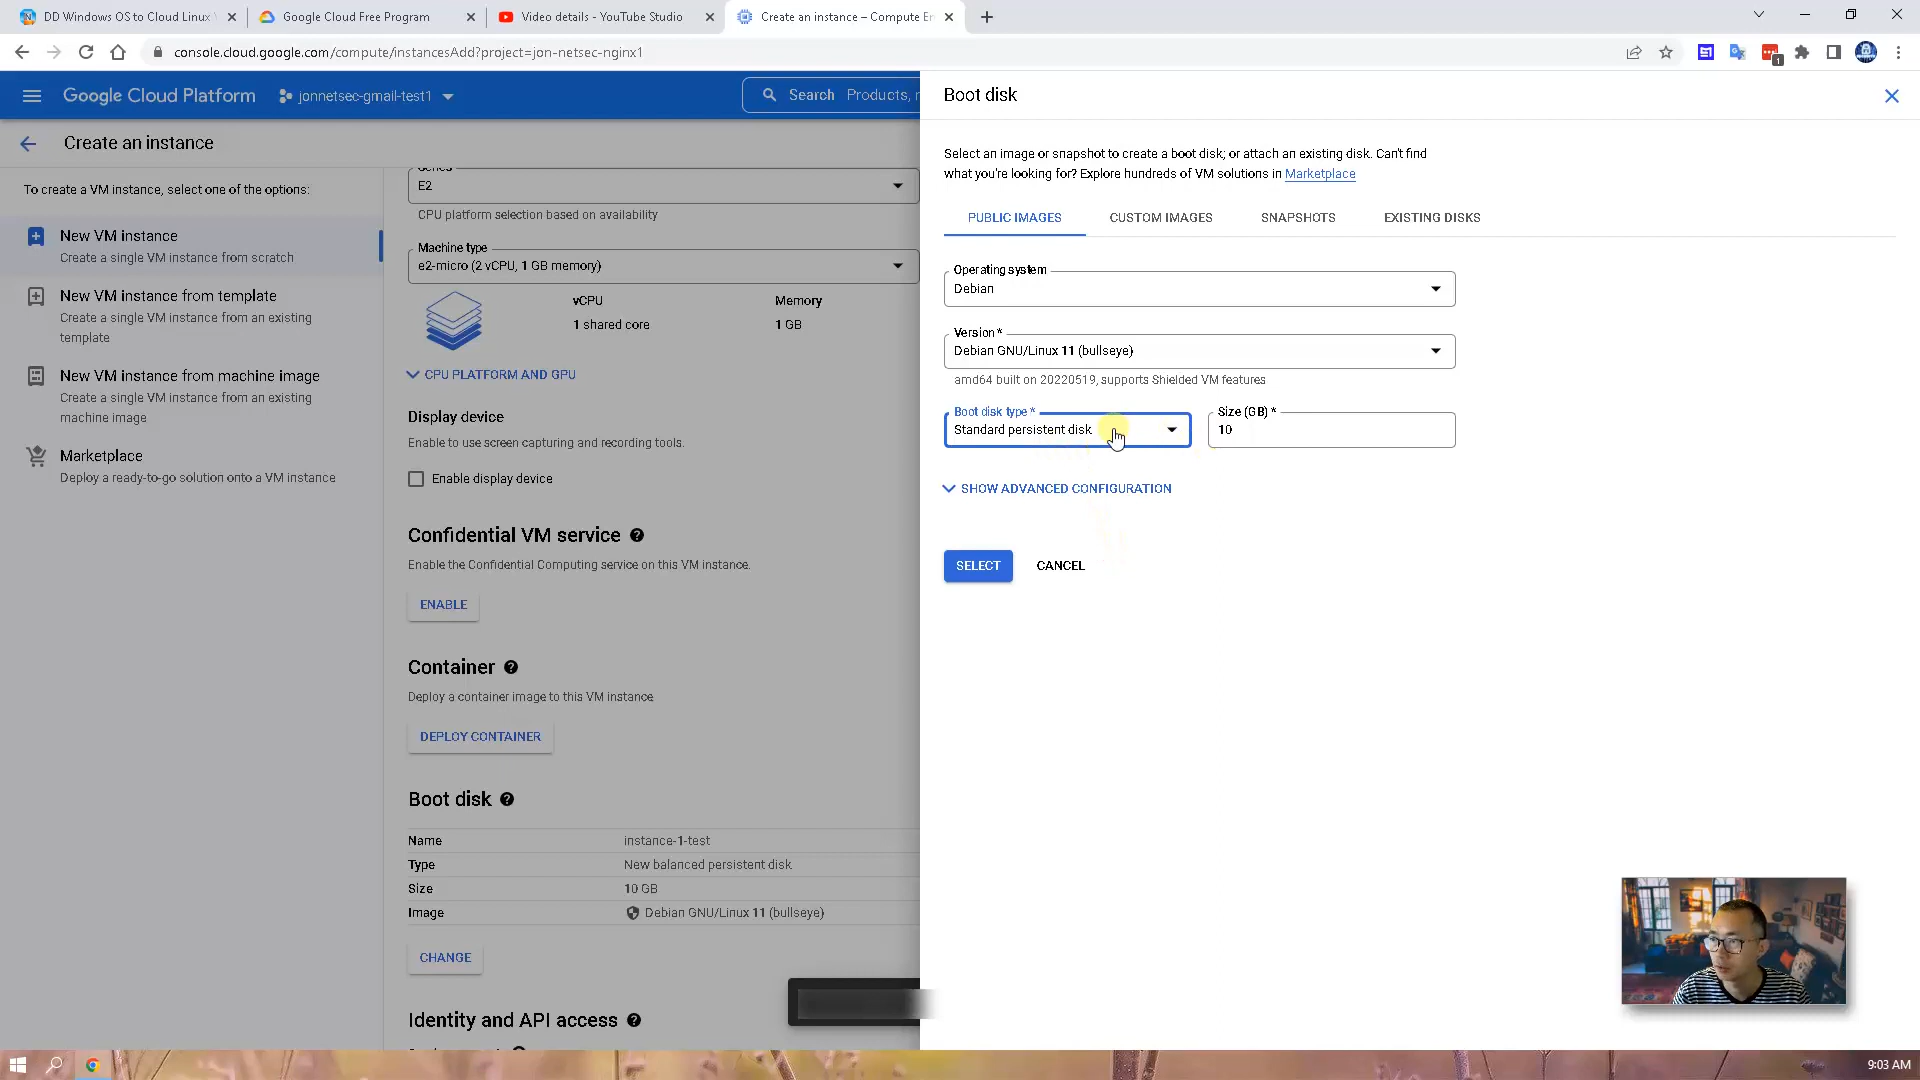 DD Windows OS to Cloud Linux
Google Cloud Free Program
Video details - YouTube Studio
Create an instance – Compute En
console.cloud.google.com/compute/instancesAdd?project=jon-netsec-nginx1
1
Google Cloud Platform
jonnetsec-gmail-test1
Search Products,
Create an instance
To create a VM instance, select one of the options:
New VM instance
Create a single VM instance from scratch
New VM instance from template
Create a single VM instance from an existing
template
New VM instance from machine image
Create a single VM instance from an existing
machine image
Marketplace
Deploy a ready-to-go solution onto a VM instance
Series
E2
CPU platform selection based on availability
Machine type
e2-micro (2 vCPU, 1 GB memory)
vCPU
Memory
1 shared core
1 GB
CPU PLATFORM AND GPU
Display device
Enable to use screen capturing and recording tools.
Enable display device
Confidential VM service
Enable the Confidential Computing service on this VM instance.
ENABLE
Container
Deploy a container image to this VM instance
DEPLOY CONTAINER
Boot disk
Name instance-1-test
Type New balanced persistent disk
Size 10 GB
Image Debian GNU/Linux 11 (bullseye)
CHANGE
Identity and API access
Boot disk
Select an image or snapshot to create a boot disk; or attach an existing disk. Can't find
what you're looking for? Explore hundreds of VM solutions in Marketplace
PUBLIC IMAGES
CUSTOM IMAGES
SNAPSHOTS
EXISTING DISKS
Operating system
Debian
Version *
Debian GNU/Linux 11 (bullseye)
amd64 built on 20220519, supports Shielded VM features
Boot disk type *
Standard persistent disk
Size (GB) *
10
SHOW ADVANCED CONFIGURATION
SELECT
CANCEL
9:03 AM